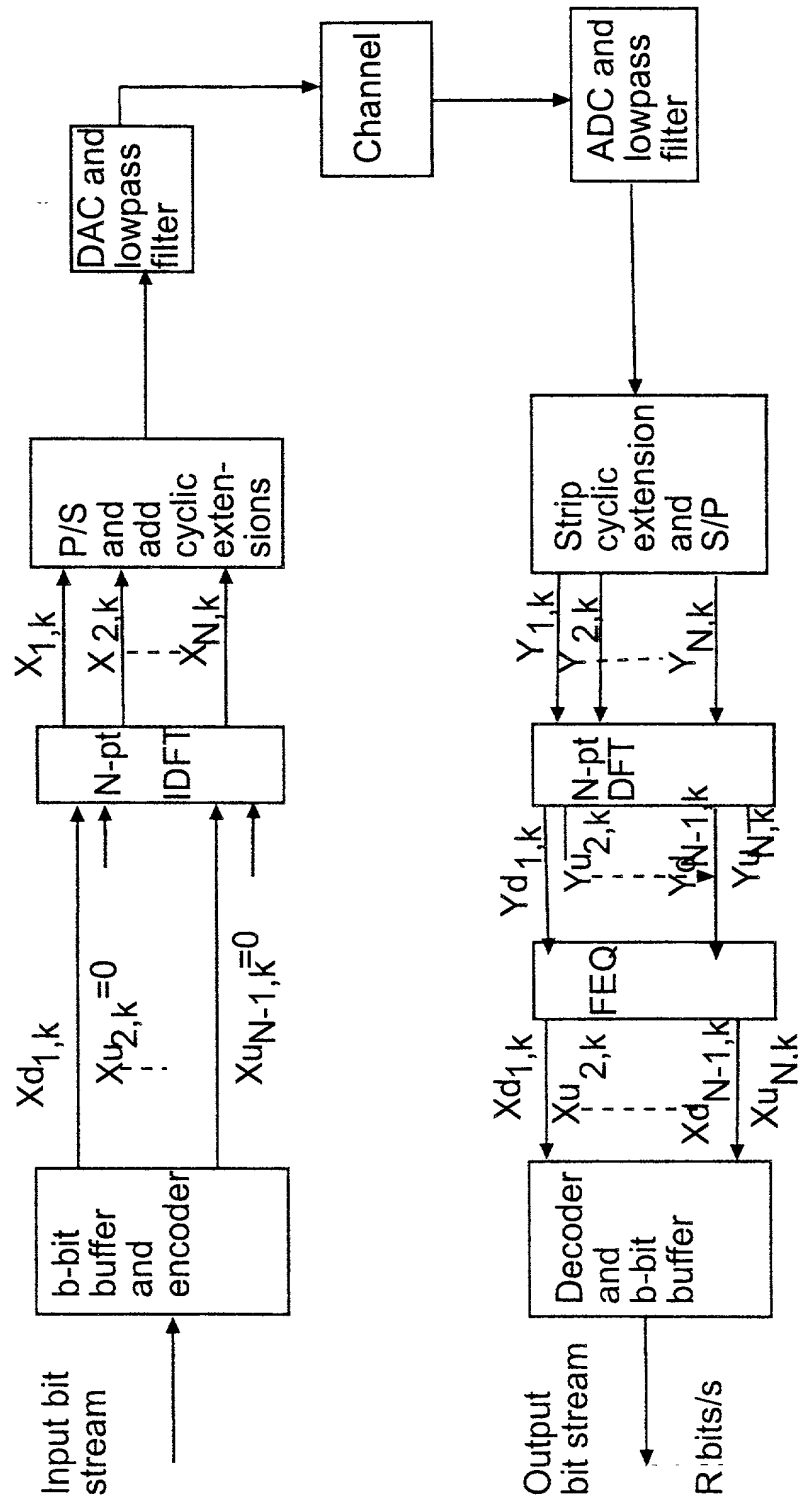 Input bit
stream
b-bit
buffer
and
encoder
Xd1,k
Xu2,k=0
XuN-1,k=0
N-pt
IDFT
X1,k
X2,k
XN,k
P/S
and
add
cyclic
exten-
sions
DAC and
lowpass
filter
Channel
ADC and
lowpass
filter
Strip
cyclic
extension
and
S/P
Y1,k
Y2,k
YN,k
N-pt
DFT
Yd1,k
Yu2,k
YdN-1,k
YuN,k
FEQ
Xd1,k
Xu2,k
XdN-1,k
XuN,k
Decoder
and
b-bit
buffer
Output
bit stream
R bits/s